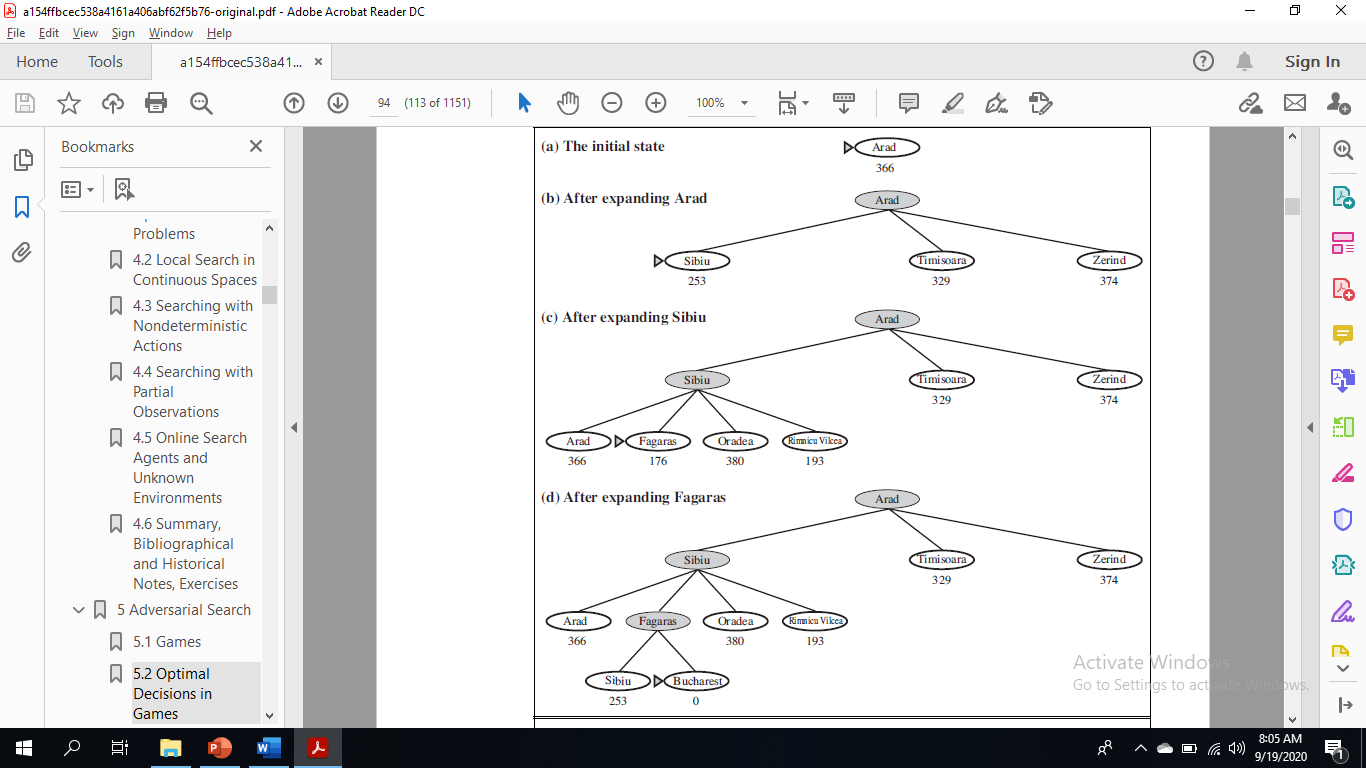 a154ffbcec538a4161a406abf62f5b76-original.pdf - Adobe Acrobat Reader DC
File Edit View Sign Window Help
Home Tools a154ffbcec538a41... × Sign In
94 (113 of 1151) 100%
Bookmarks
Problems
4.2 Local Search in
Continuous Spaces
4.3 Searching with
Nondeterministic
Actions
4.4 Searching with
Partial
Observations
4.5 Online Search
Agents and
Unknown
Environments
4.6 Summary,
Bibliographical
and Historical
Notes, Exercises
5 Adversarial Search
5.1 Games
5.2 Optimal
Decisions in
Games
(a) The initial state
Arad
366
(b) After expanding Arad
Arad
Sibiu Timisoara Zerind
253 329 374
(c) After expanding Sibiu
Arad
Sibiu Timisoara Zerind
329 374
Arad Fagaras Oradea Rimnicu Vilcea
366 176 380 193
(d) After expanding Fagaras
Arad
Sibiu Timisoara Zerind
329 374
Arad Fagaras Oradea Rimnicu Vilcea
366 380 193
Sibiu Bucharest
253 0
Activate Windows
Go to Settings to activate Windows.
8:05 AM
9/19/2020
1